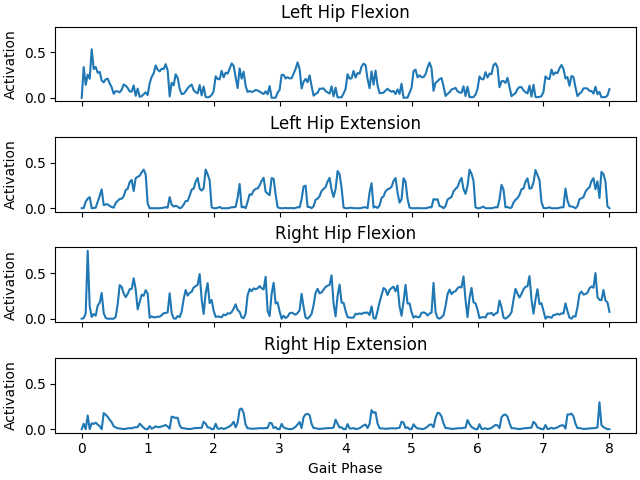 Left Hip Flexion
Activation
0.5
0.0
Left Hip Extension
Activation
0.5
0.0
Right Hip Flexion
Activation
0.5
0.0
Right Hip Extension
Activation
0.5
0.0
0 1 2 3 4 5 6 7 8
Gait Phase